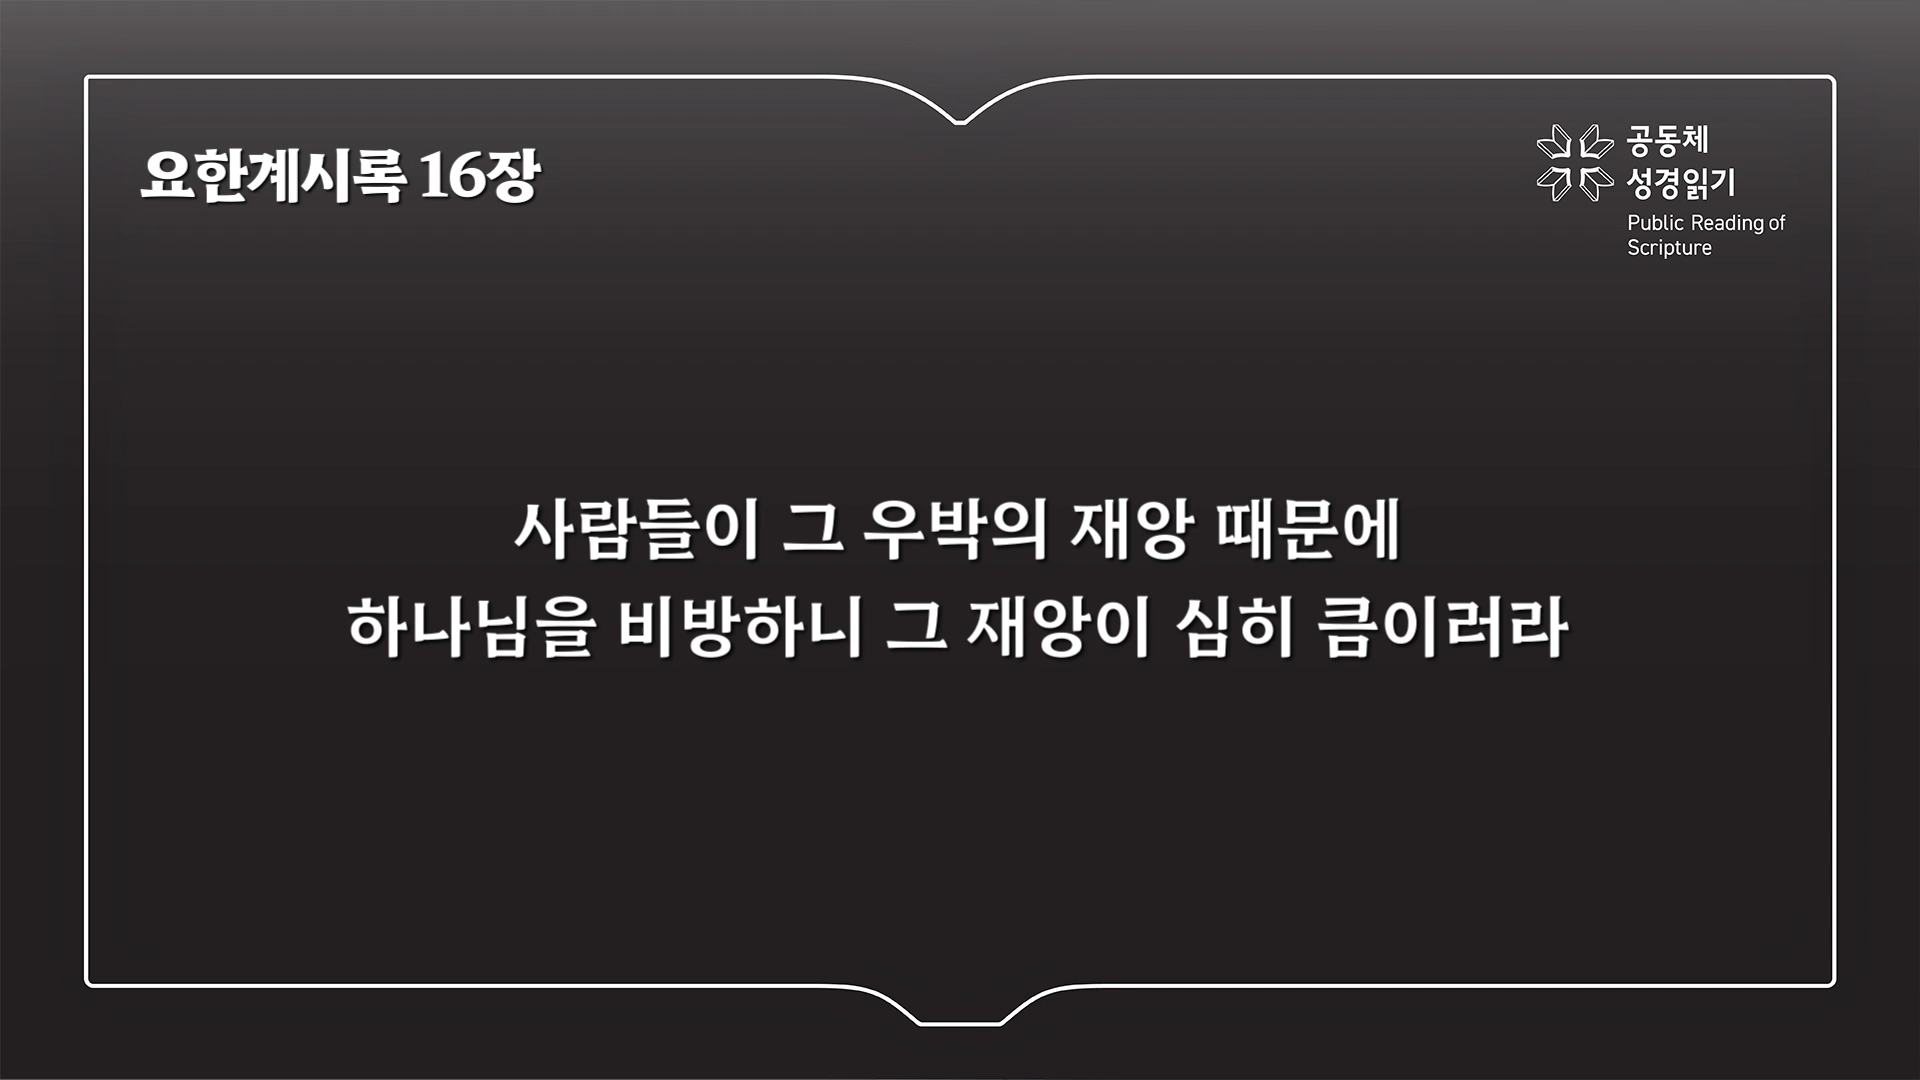 요한계시록 16장
공동체
성경읽기
Public Reading of
Scripture
사람들이 그 우박의 재앙 때문에
하나님을 비방하니 그 재앙이 심히 큼이러라